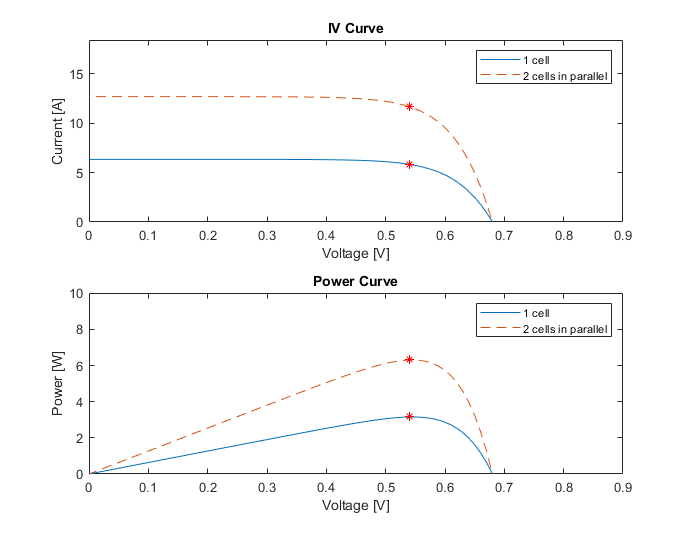 IV Curve
15
10
5
0
Current [A]
1 cell
2 cells in parallel
0 0.1 0.2 0.3 0.4 0.5 0.6 0.7 0.8 0.9
Voltage [V]
Power Curve
10
8
6
4
2
0
Power [W]
1 cell
2 cells in parallel
0 0.1 0.2 0.3 0.4 0.5 0.6 0.7 0.8 0.9
Voltage [V]